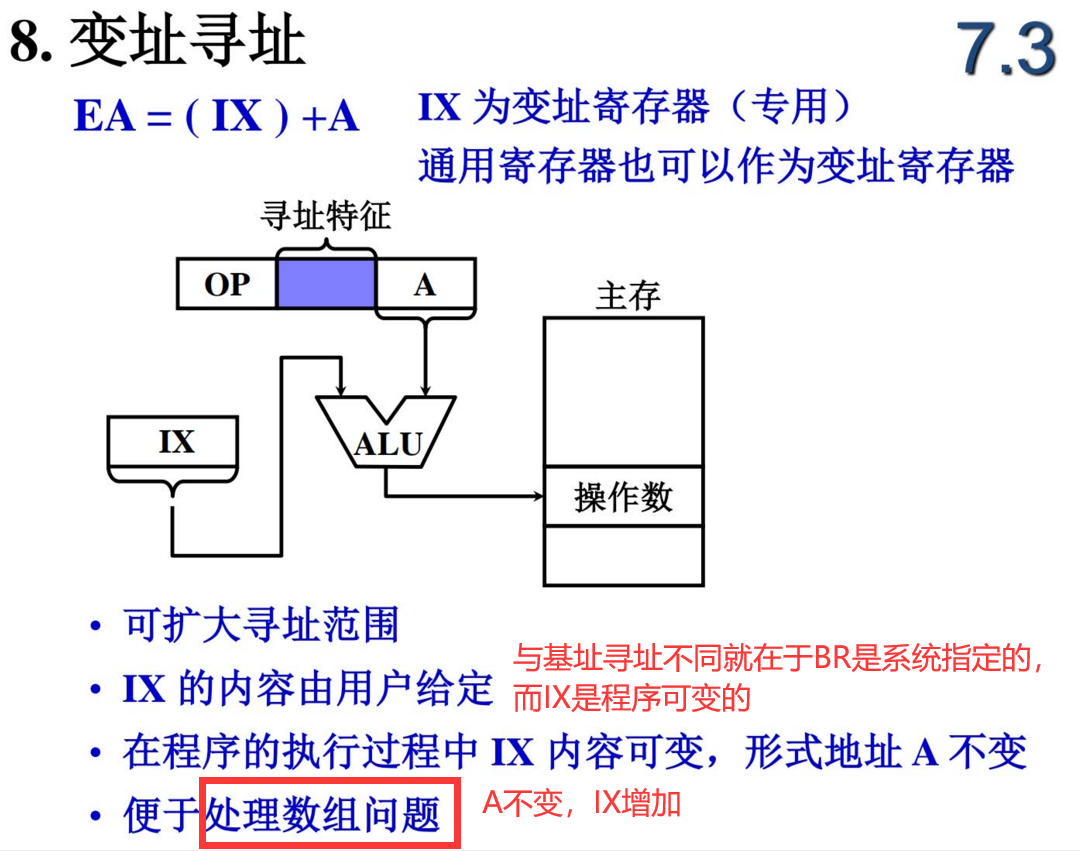 8. 变址寻址
7.3
EA = ( IX ) +A
IX 为变址寄存器（专用）
通用寄存器也可以作为变址寄存器
寻址特征
OP
A
主存
IX
ALU
操作数
• 可扩大寻址范围
• IX 的内容由用户给定
与基址寻址不同就在于BR是系统指定的，
而IX是程序可变的
• 在程序的执行过程中 IX 内容可变，形式地址 A 不变
• 便于处理数组问题
A不变，IX增加